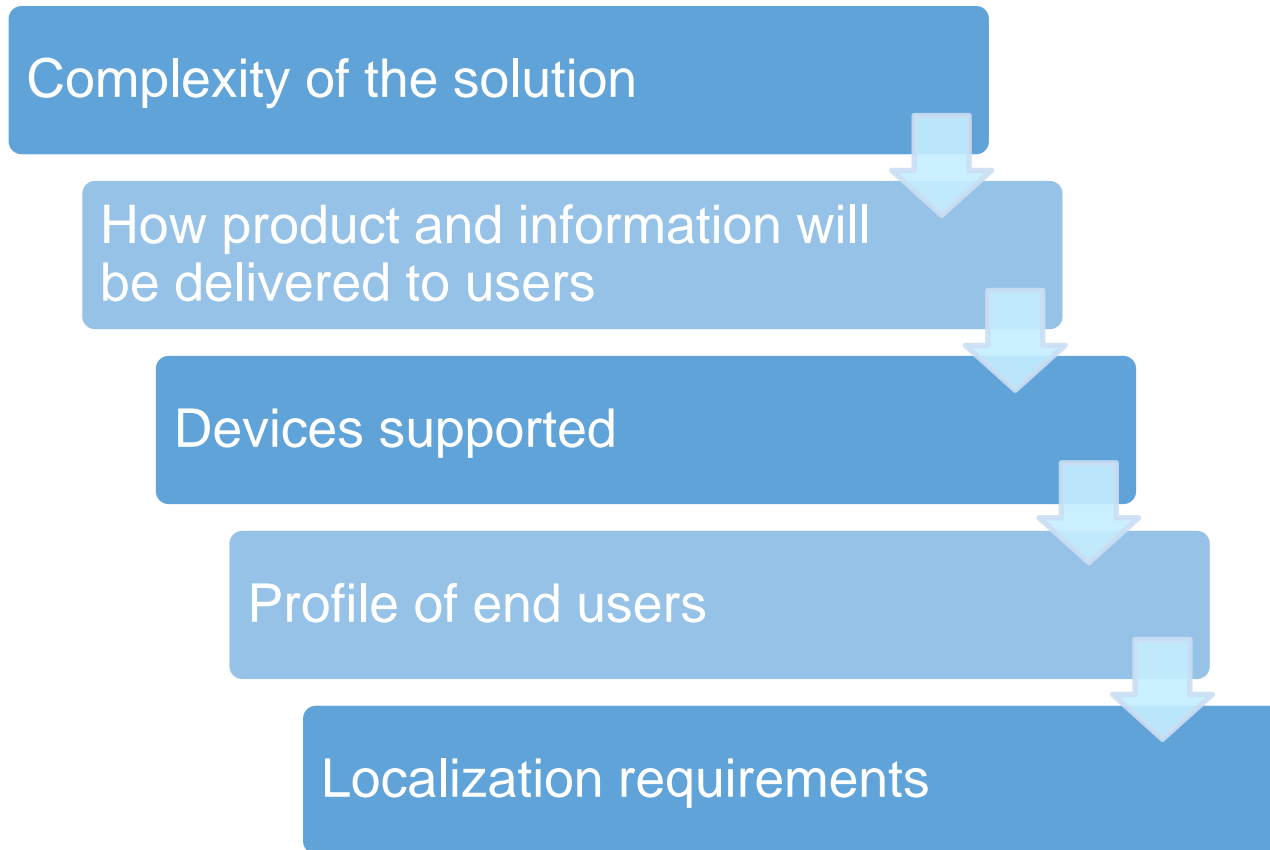 Complexity of the solution
How product and information will
be delivered to users
Devices supported
Profile of end users
Localization requirements